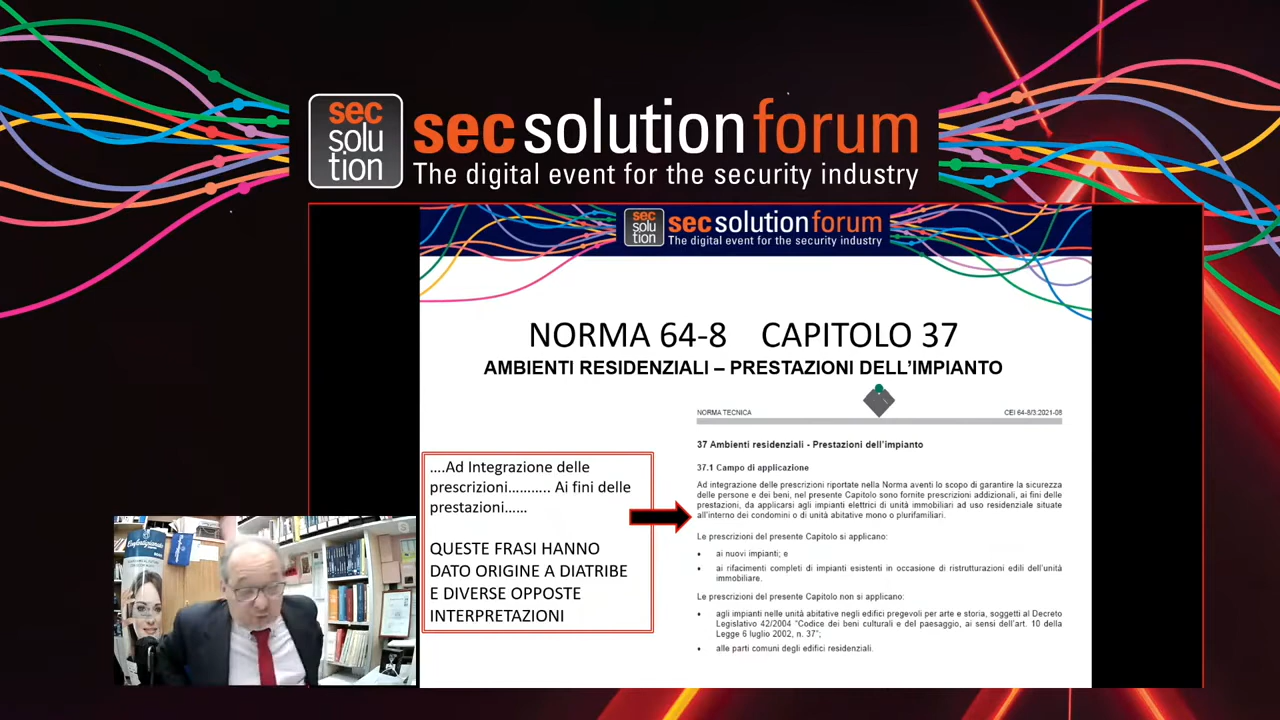 sec
solu
tion
secsolutionforum
The digital event for the security industry
sec
solu
tion
secsolutionforum
The digital event for the security industry
NORMA 64-8 CAPITOLO 37
AMBIENTI RESIDENZIALI – PRESTAZIONI DELL'IMPIANTO
NORMA TECNICA
CEI 64-8/3:2021-08
37 Ambienti residenziali - Prestazioni dell'impianto
37.1 Campo di applicazione
Ad integrazione delle prescrizioni riportate nella Norma aventi lo scopo di garantire la sicurezza
delle persone e dei beni, nel presente Capitolo sono fornite prescrizioni addizionali, ai fini delle
prestazioni, da applicarsi agli impianti elettrici di unità immobiliari ad uso residenziale situate
all'interno dei condomini o di unità abitative mono o plurifamiliari.
Le prescrizioni del presente Capitolo si applicano:
• ai nuovi impianti; e
• ai rifacimenti completi di impianti esistenti in occasione di ristrutturazioni edili dell'unità
immobiliare.
Le prescrizioni del presente Capitolo non si applicano:
• agli impianti nelle unità abitative negli edifici pregevoli per arte e storia, soggetti al Decreto
Legislativo 42/2004 "Codice dei beni culturali e del paesaggio, ai sensi dell'art. 10 della
Legge 6 luglio 2002, n. 37";
• alle parti comuni degli edifici residenziali.
....Ad Integrazione delle
prescrizioni........... Ai fini delle
prestazioni......
QUESTE FRASI HANNO
DATO ORIGINE A DIATRIBE
E DIVERSE OPPOSTE
INTERPRETAZIONI